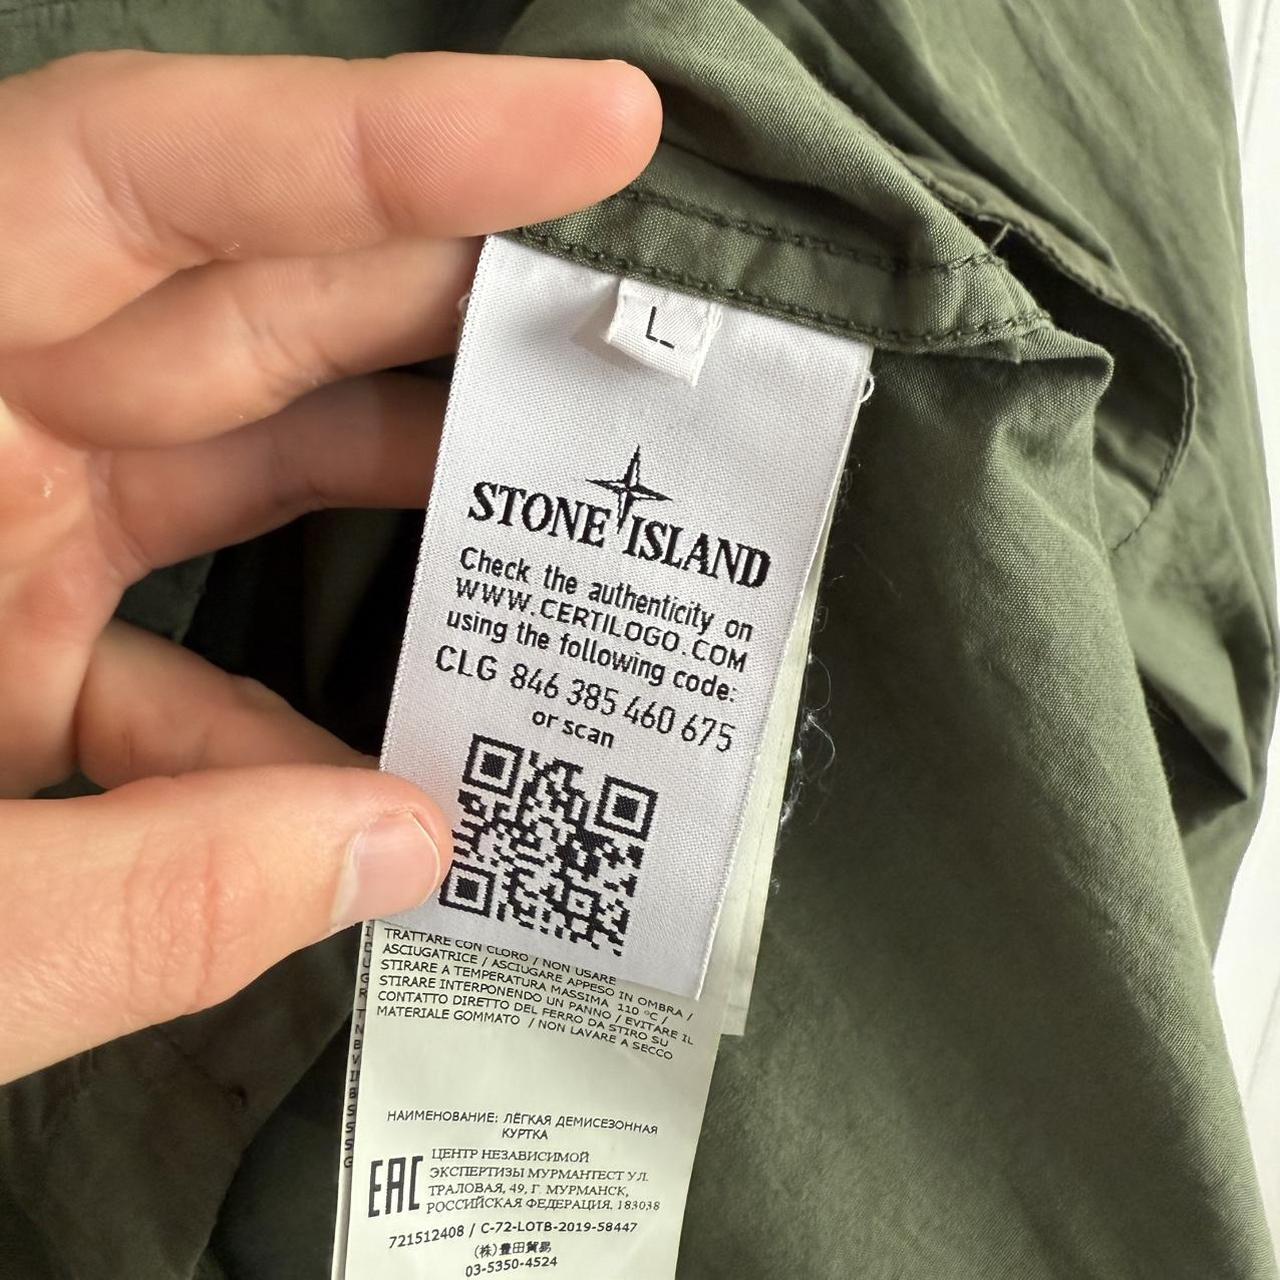 L
STONE ISLAND
Check the authenticity on
WWW.CERTILOGO.COM
using the following code:
CLG 846 385 460 675
or scan
TRATTARE CON CLORO / NON USARE
ASCIUGATRICE / ASCIUGARE APPESO IN OMBRA /
STIRARE A TEMPERATURA MASSIMA 110 °C /
STIRARE INTERPONENDO UN PANNO / EVITARE IL
CONTATTO DIRETTO DEL FERRO DA STIRO SU
MATERIALE GOMMATO / NON LAVARE A SECCO
НАИМЕНОВАНИЕ: ЛЁГКАЯ ДЕМИСЕЗОННАЯ
КУРТКА
EAC
ЦЕНТР НЕЗАВИСИМОЙ
ЭКСПЕРТИЗЫ МУРМАНТЕСТ УЛ.
ТРАЛОВАЯ, 49, Г. МУРМАНСК,
РОССИЙСКАЯ ФЕДЕРАЦИЯ, 183038
721512408 / C-72-LOTB-2019-58447
(株)豊田貿易
03-5350-4524